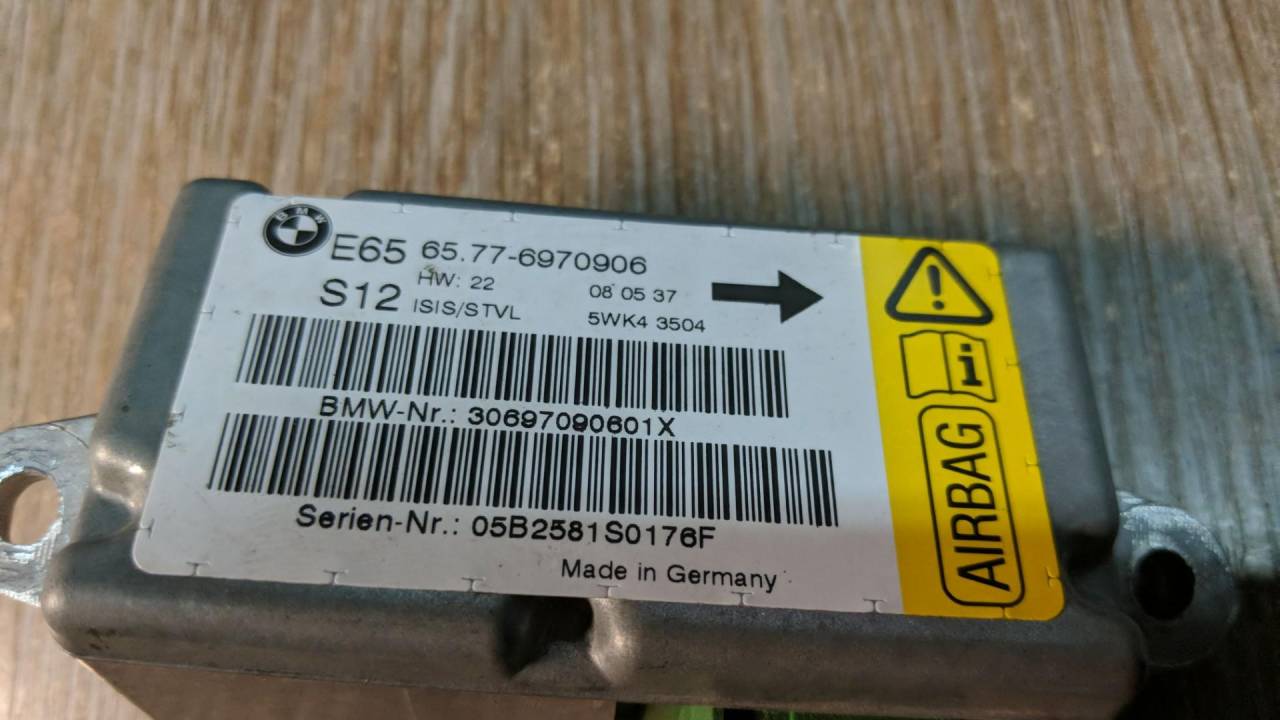 BMW
E65 65.77-6970906
HW: 22 08 05 37
S12 ISIS/STVL 5WK4 3504
BMW-Nr.: 30697090601X
Serien-Nr.: 05B2581S0176F
Made in Germany
AIRBAG